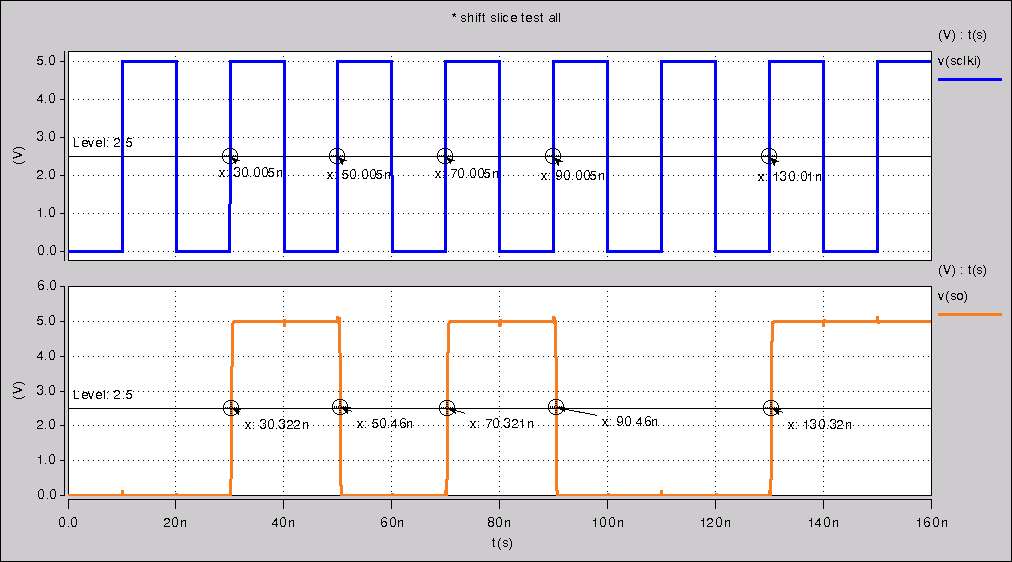 * shift slice test all
(V) : t(s)
v(sclki)
5.0
4.0
3.0
2.0
1.0
0.0
(V)
Level: 2.5
x: 30.005n
x: 50.005n
x: 70.005n
x: 90.005n
x: 130.01n
(V) : t(s)
v(so)
6.0
5.0
4.0
3.0
2.0
1.0
0.0
(V)
Level: 2.5
x: 30.322n
x: 50.46n
x: 70.321n
x: 90.46n
x: 130.32n
0.0 20n 40n 60n 80n 100n 120n 140n 160n
t(s)